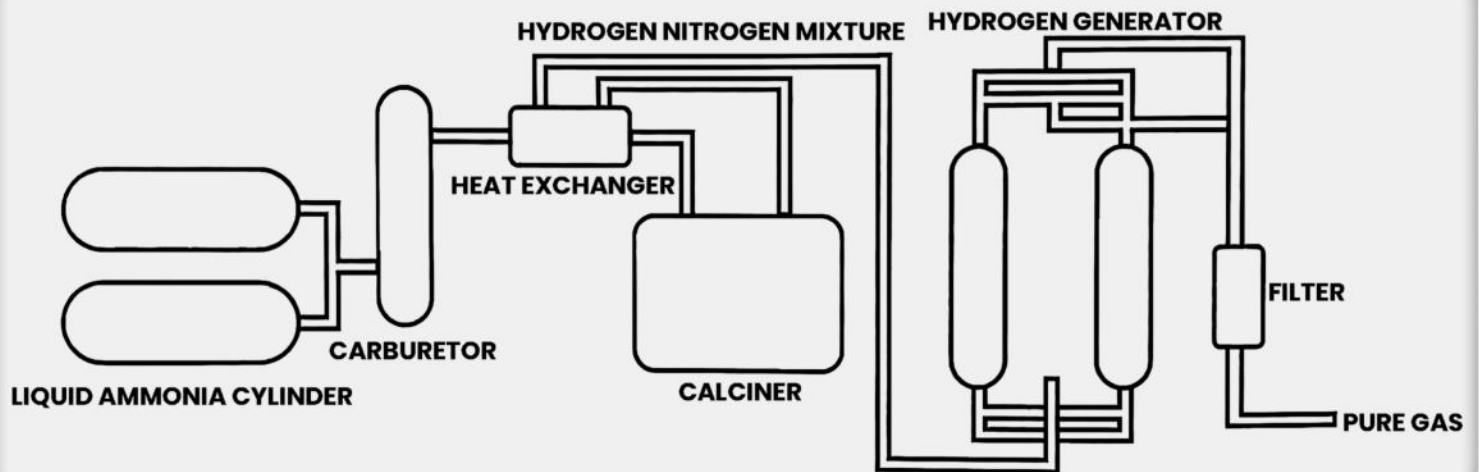 HYDROGEN NITROGEN MIXTURE
HYDROGEN GENERATOR
HEAT EXCHANGER
FILTER
CARBURETOR
LIQUID AMMONIA CYLINDER
CALCINER
PURE GAS